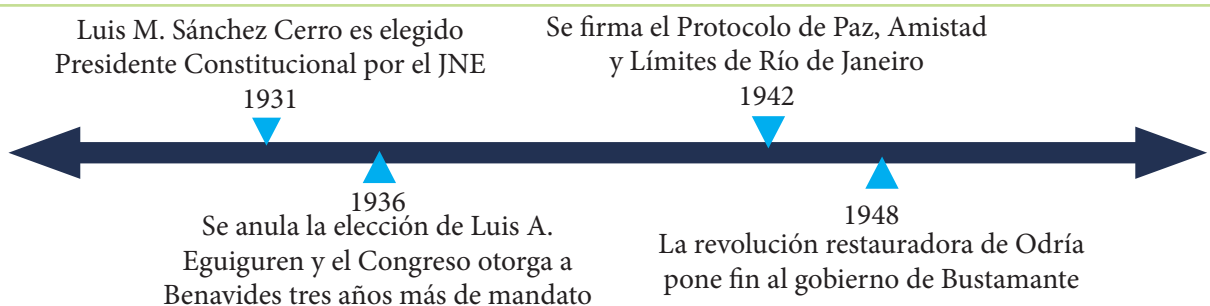 Luis M. Sánchez Cerro es elegido
Presidente Constitucional por el JNE
1931
Se firma el Protocolo de Paz, Amistad
y Límites de Río de Janeiro
1942
1936
Se anula la elección de Luis A.
Eguiguren y el Congreso otorga a
Benavides tres años más de mandato
1948
La revolución restauradora de Odría
pone fin al gobierno de Bustamante